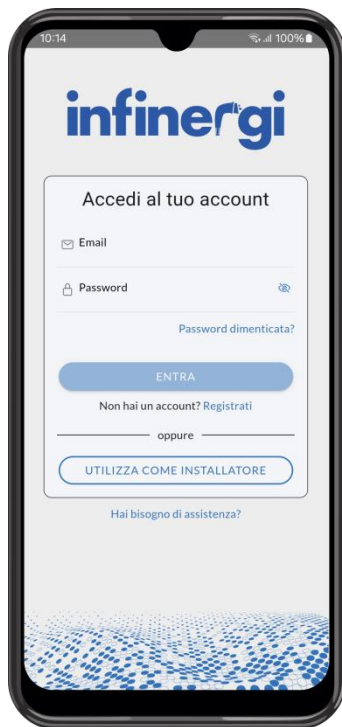 10:14
100%
infinergi
Accedi al tuo account
Email
Password
Password dimenticata?
ENTRA
Non hai un account? Registrati
oppure
UTILIZZA COME INSTALLATORE
Hai bisogno di assistenza?